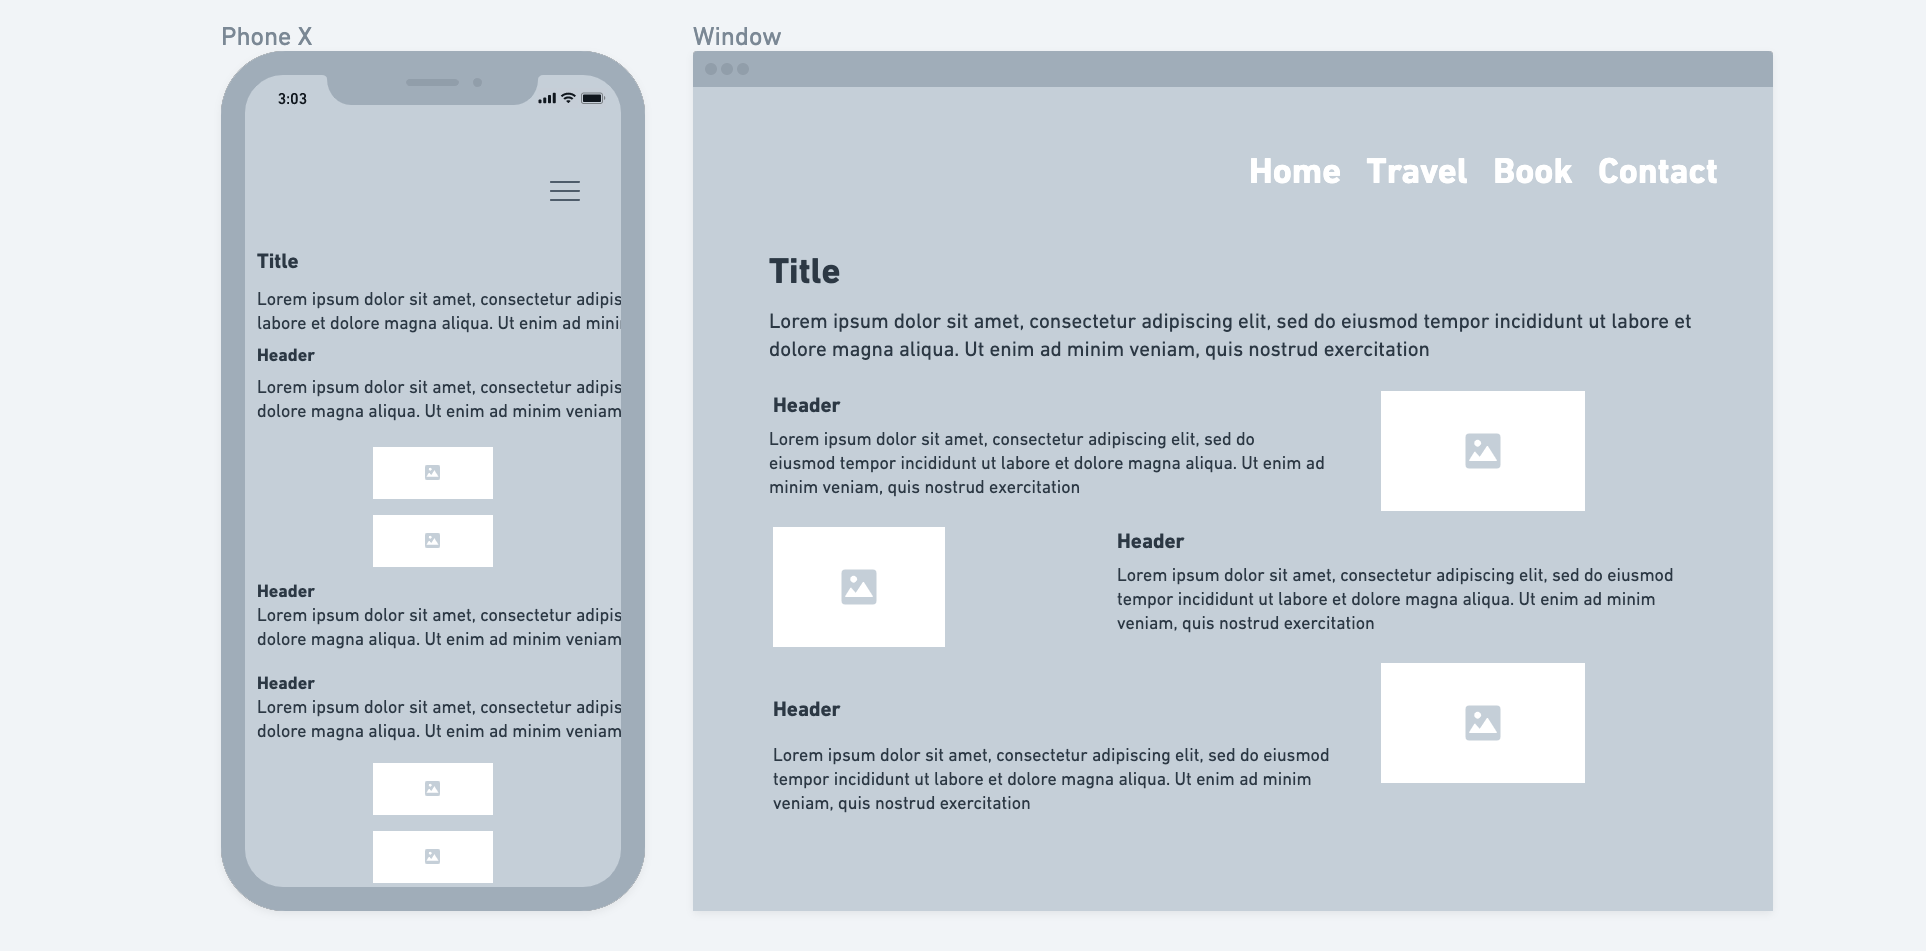 Phone X
3:03
Title
Lorem ipsum dolor sit amet, consectetur adipis
labore et dolore magna aliqua. Ut enim ad mini
Header
Lorem ipsum dolor sit amet, consectetur adipis
dolore magna aliqua. Ut enim ad minim veniam
Header
Lorem ipsum dolor sit amet, consectetur adipis
dolore magna aliqua. Ut enim ad minim veniam
Header
Lorem ipsum dolor sit amet, consectetur adipis
dolore magna aliqua. Ut enim ad minim veniam
Window
Home Travel Book Contact
Title
Lorem ipsum dolor sit amet, consectetur adipiscing elit, sed do eiusmod tempor incididunt ut labore et
dolore magna aliqua. Ut enim ad minim veniam, quis nostrud exercitation
Header
Lorem ipsum dolor sit amet, consectetur adipiscing elit, sed do
eiusmod tempor incididunt ut labore et dolore magna aliqua. Ut enim ad
minim veniam, quis nostrud exercitation
Header
Lorem ipsum dolor sit amet, consectetur adipiscing elit, sed do eiusmod
tempor incididunt ut labore et dolore magna aliqua. Ut enim ad minim
veniam, quis nostrud exercitation
Header
Lorem ipsum dolor sit amet, consectetur adipiscing elit, sed do eiusmod
tempor incididunt ut labore et dolore magna aliqua. Ut enim ad minim
veniam, quis nostrud exercitation